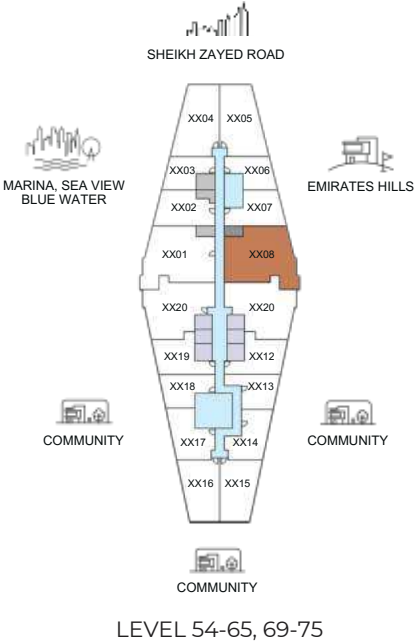 SHEIKH ZAYED ROAD
XX04 XX05
MARINA, SEA VIEW
BLUE WATER
EMIRATES HILLS
XX03 XX06
XX02 XX07
XX01 XX08
XX20 XX20
XX19 XX12
XX18 XX13
COMMUNITY
COMMUNITY
XX17 XX14
XX16 XX15
COMMUNITY
LEVEL 54-65, 69-75